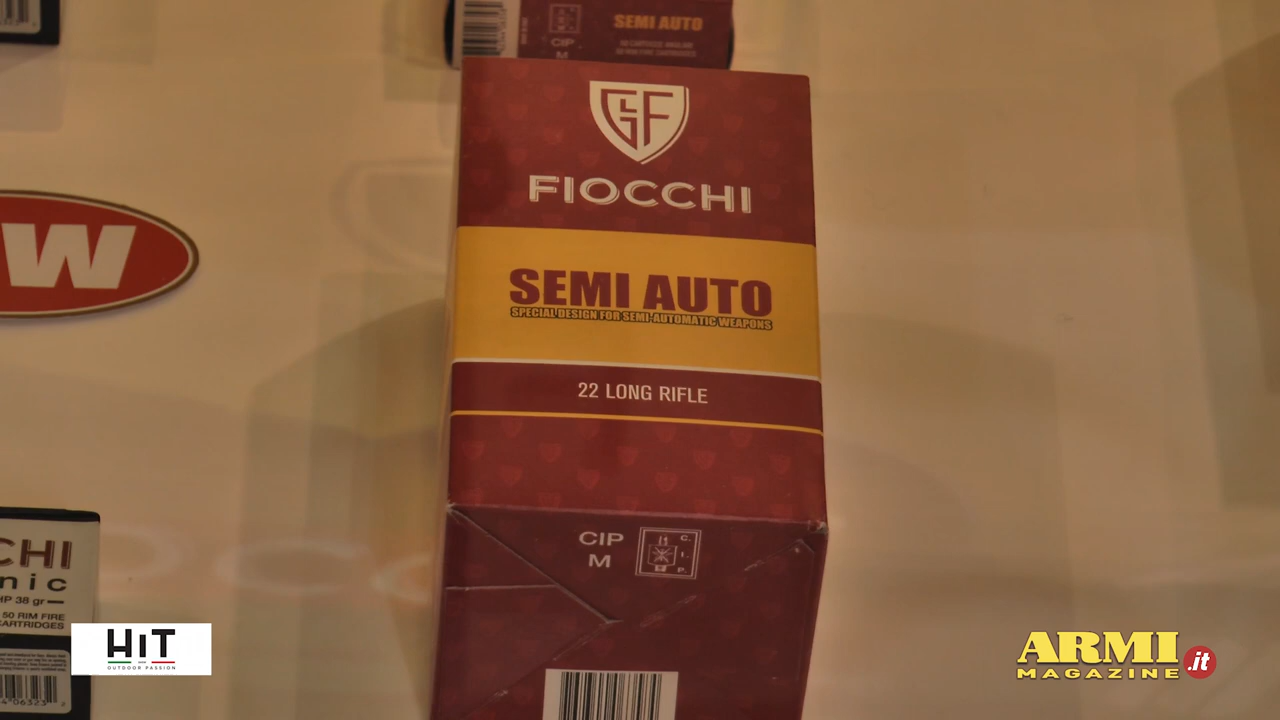 SEMI AUTO
CIP
M
GF
FIOCCHI
W
SEMI AUTO
SPECIAL DESIGN FOR SEMI-AUTOMATIC WEAPONS
22 LONG RIFLE
CIP
M
C.
I.
P.
CHI
nic
HP 38 gr
50 RIM FIRE
CARTRIDGES
HIT
OUTDOOR PASSION
ARMI
MAGAZINE.it